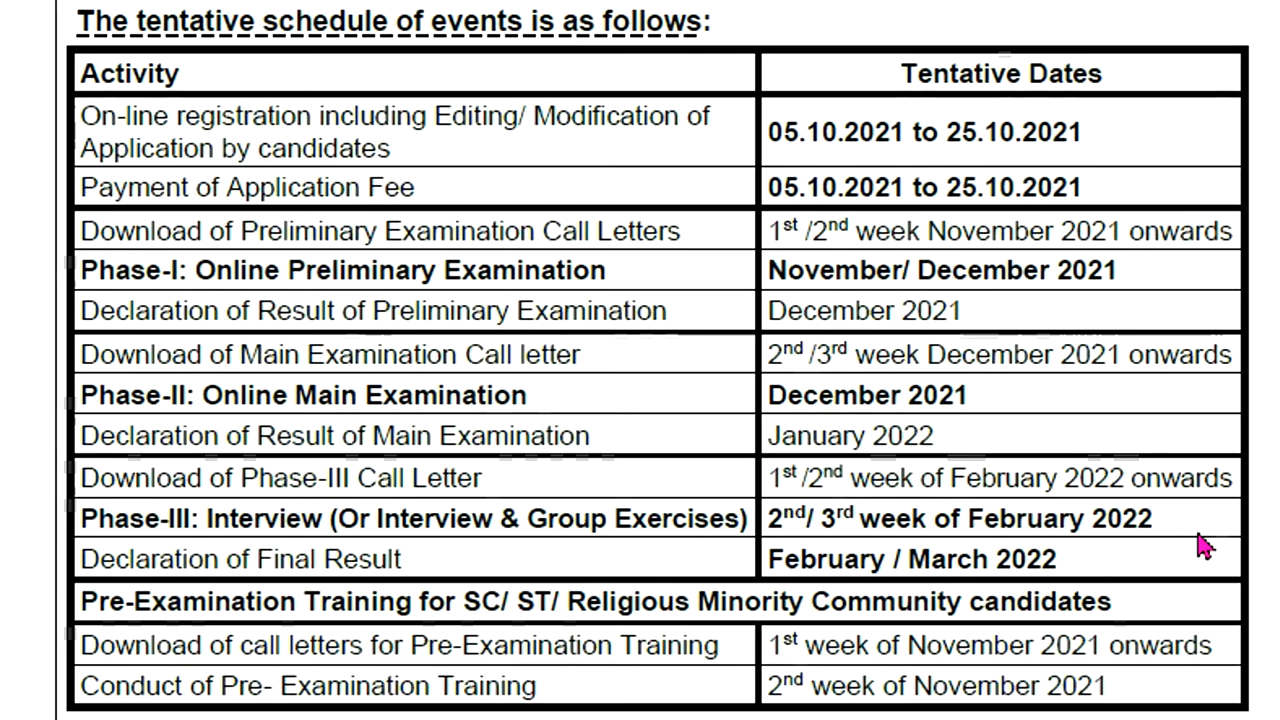 The tentative schedule of events is as follows:
Activity Tentative Dates
On-line registration including Editing/ Modification of
Application by candidates 05.10.2021 to 25.10.2021
Payment of Application Fee 05.10.2021 to 25.10.2021
Download of Preliminary Examination Call Letters 1st /2nd week November 2021 onwards
Phase-I: Online Preliminary Examination November/ December 2021
Declaration of Result of Preliminary Examination December 2021
Download of Main Examination Call letter 2nd /3rd week December 2021 onwards
Phase-II: Online Main Examination December 2021
Declaration of Result of Main Examination January 2022
Download of Phase-III Call Letter 1st /2nd week of February 2022 onwards
Phase-III: Interview (Or Interview & Group Exercises) 2nd/ 3rd week of February 2022
Declaration of Final Result February / March 2022
Pre-Examination Training for SC/ ST/ Religious Minority Community candidates
Download of call letters for Pre-Examination Training 1st week of November 2021 onwards
Conduct of Pre- Examination Training 2nd week of November 2021